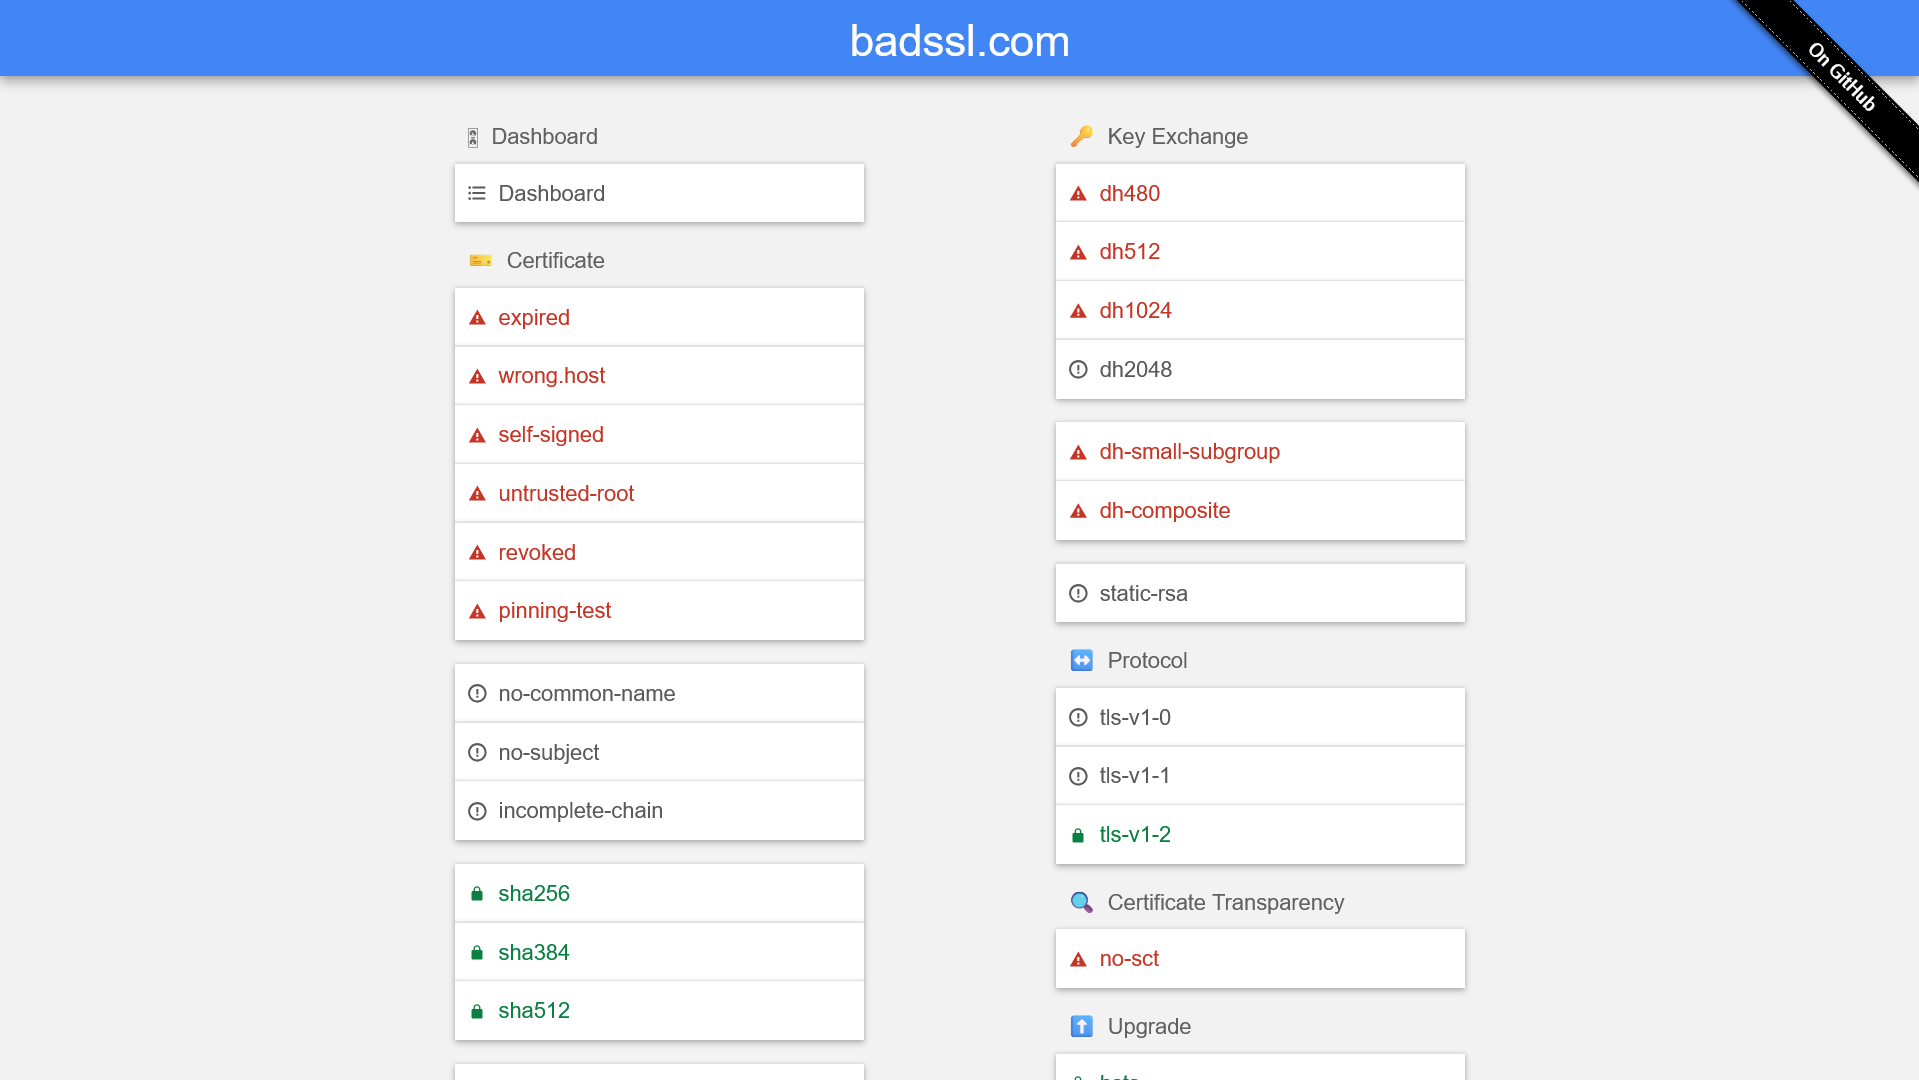 badssl.com
On GitHub
Dashboard
Dashboard
Certificate
expired
wrong.host
self-signed
untrusted-root
revoked
pinning-test
no-common-name
no-subject
incomplete-chain
sha256
sha384
sha512
Key Exchange
dh480
dh512
dh1024
dh2048
dh-small-subgroup
dh-composite
static-rsa
Protocol
tls-v1-0
tls-v1-1
tls-v1-2
Certificate Transparency
no-sct
Upgrade